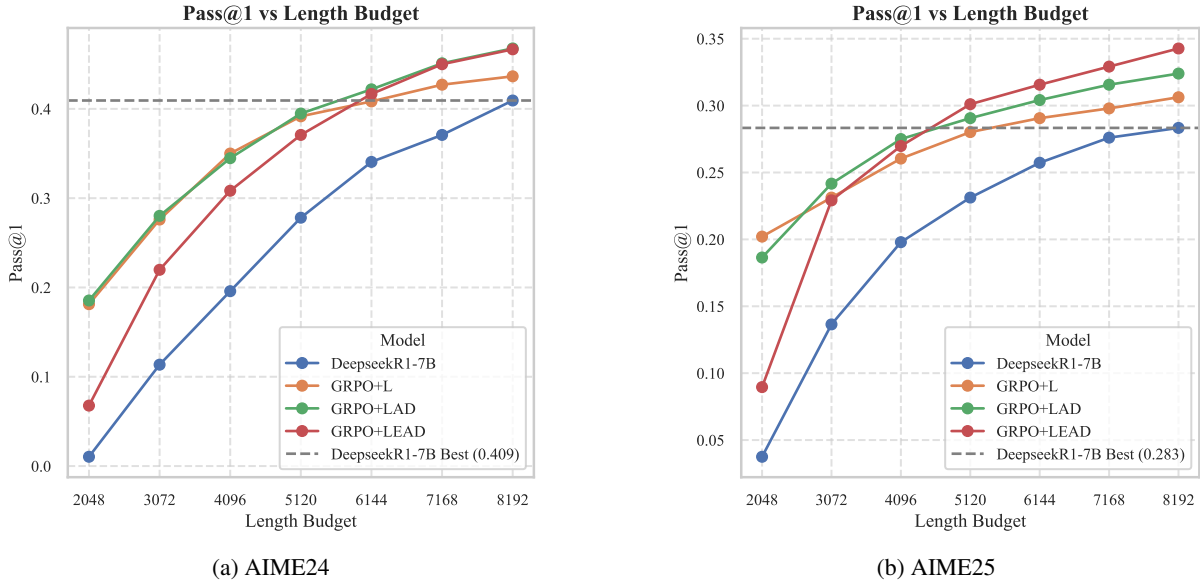 Pass@1 vs Length Budget
Pass@1
0.4
0.3
0.2
0.1
0.0
2048 3072 4096 5120 6144 7168 8192
Length Budget
Model
DeepseekR1-7B
GRPO+L
GRPO+LAD
GRPO+LEAD
DeepseekR1-7B Best (0.409)
(a) AIME24
Pass@1 vs Length Budget
Pass@1
0.35
0.30
0.25
0.20
0.15
0.10
0.05
2048 3072 4096 5120 6144 7168 8192
Length Budget
Model
DeepseekR1-7B
GRPO+L
GRPO+LAD
GRPO+LEAD
DeepseekR1-7B Best (0.283)
(b) AIME25